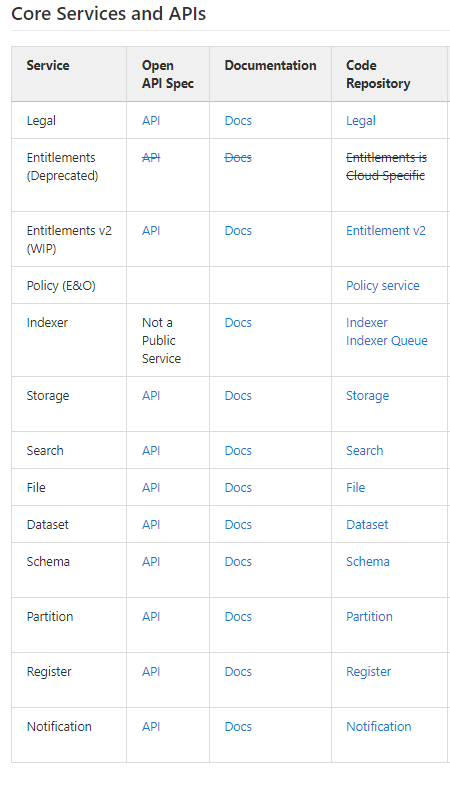 Core Services and APIs
Service Open Documentation Code
API Spec Repository
Legal API Docs Legal
Entitlements API Docs Entitlements is
(Deprecated) Cloud Specific
Entitlements v2 API Docs Entitlement v2
(WIP)
Policy (E&O) Policy service
Indexer Not a Docs Indexer
Public Indexer Queue
Service
Storage API Docs Storage
Search API Docs Search
File API Docs File
Dataset API Docs Dataset
Schema API Docs Schema
Partition API Docs Partition
Register API Docs Register
Notification API Docs Notification